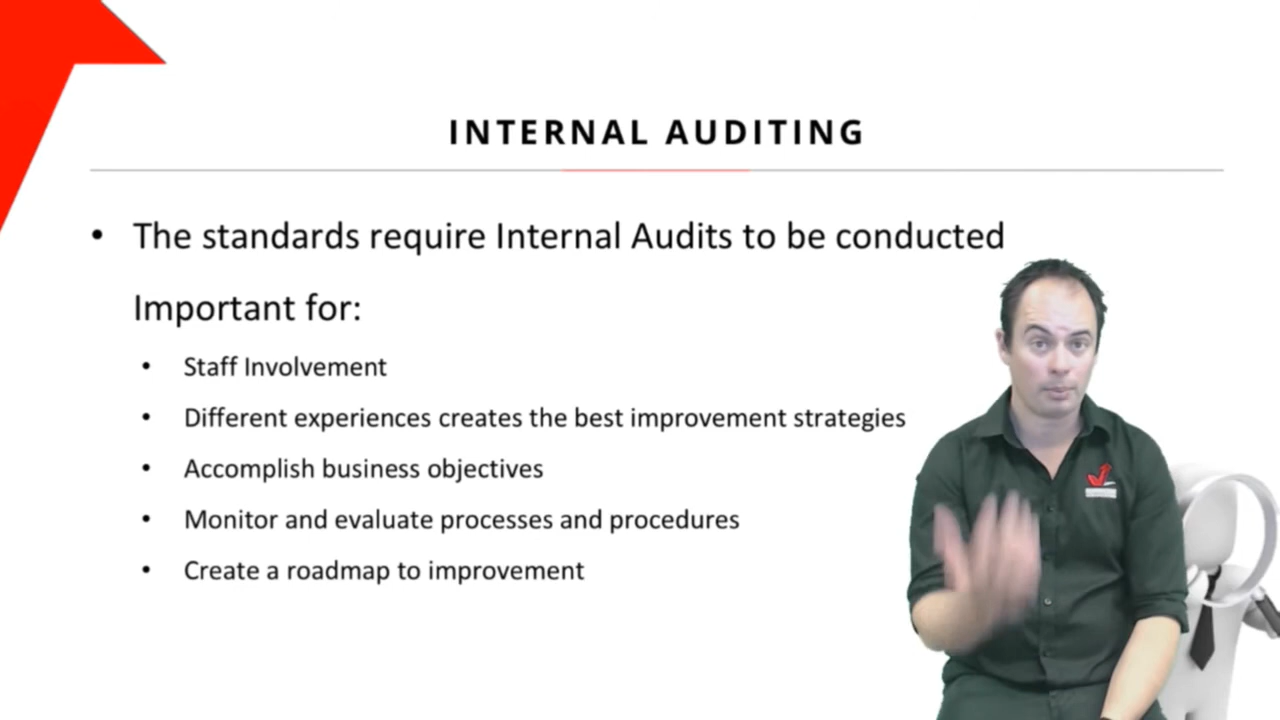 INTERNAL AUDITING
• The standards require Internal Audits to be conducted
Important for:
• Staff Involvement
• Different experiences creates the best improvement strategies
• Accomplish business objectives
• Monitor and evaluate processes and procedures
• Create a roadmap to improvement